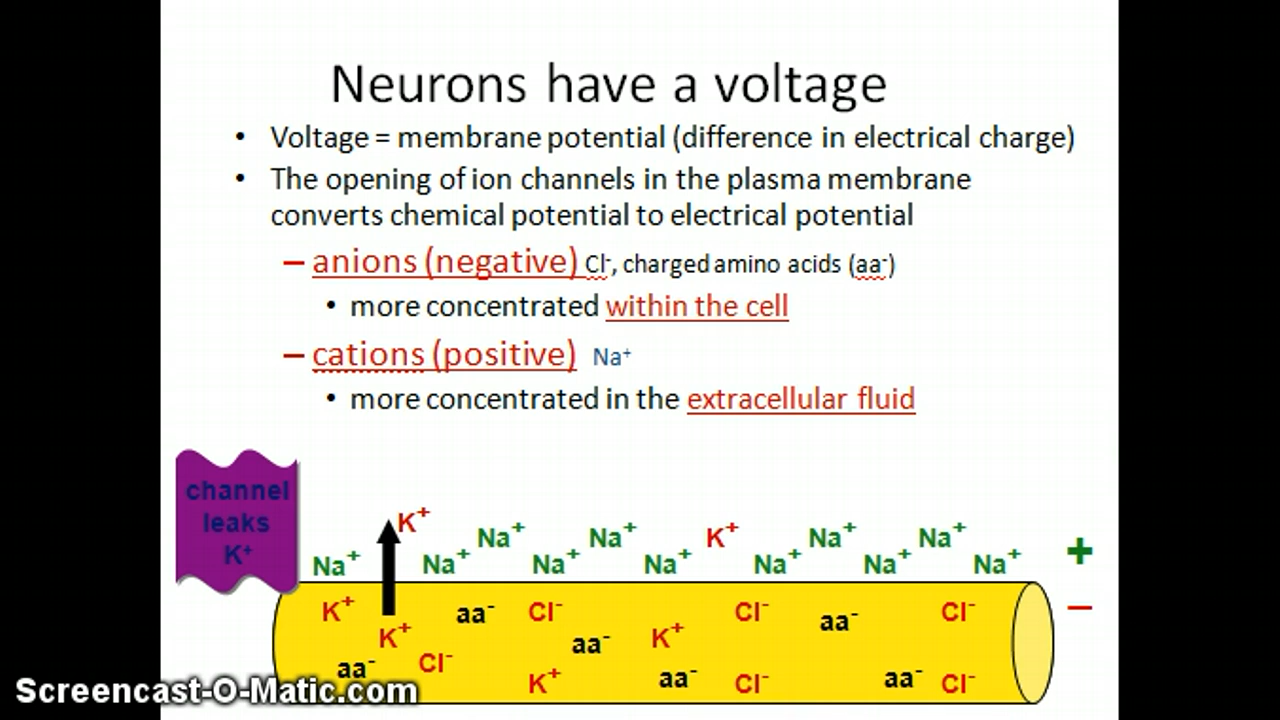 Neurons have a voltage
• Voltage = membrane potential (difference in electrical charge)
• The opening of ion channels in the plasma membrane
converts chemical potential to electrical potential
– anions (negative) Cl⁻, charged amino acids (aa⁻)
• more concentrated within the cell
– cations (positive) Na⁺
• more concentrated in the extracellular fluid
channel
leaks
K⁺
K⁺ Na⁺ Na⁺ K⁺ Na⁺ Na⁺
Na⁺ Na⁺ Na⁺ Na⁺ Na⁺ Na⁺ Na⁺
+
K⁺ aa⁻ Cl⁻ Cl⁻ aa⁻ Cl⁻
–
K⁺ aa⁻ K⁺
aa⁻ Cl⁻ K⁺ aa⁻ Cl⁻ aa⁻ Cl⁻
Screencast-O-Matic.com